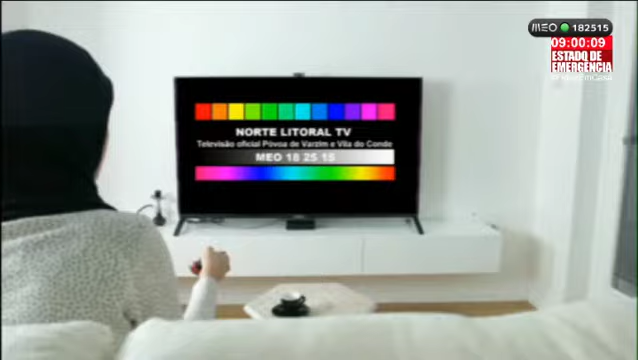 MEO 182515
09:00:09
ESTADO DE
EMERGÊNCIA
NORTE LITORAL TV
Televisão oficial Póvoa de Varzim e Vila do Conde
MEO 18 25 15